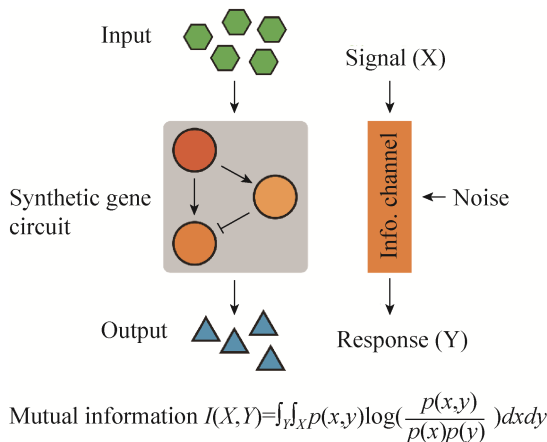 Input
Signal (X)
Synthetic gene
circuit
Info. channel
Noise
Output
Response (Y)
Mutual information I(X,Y)=∫Y∫X p(x,y)log(p(x,y)/p(x)p(y))dxdy